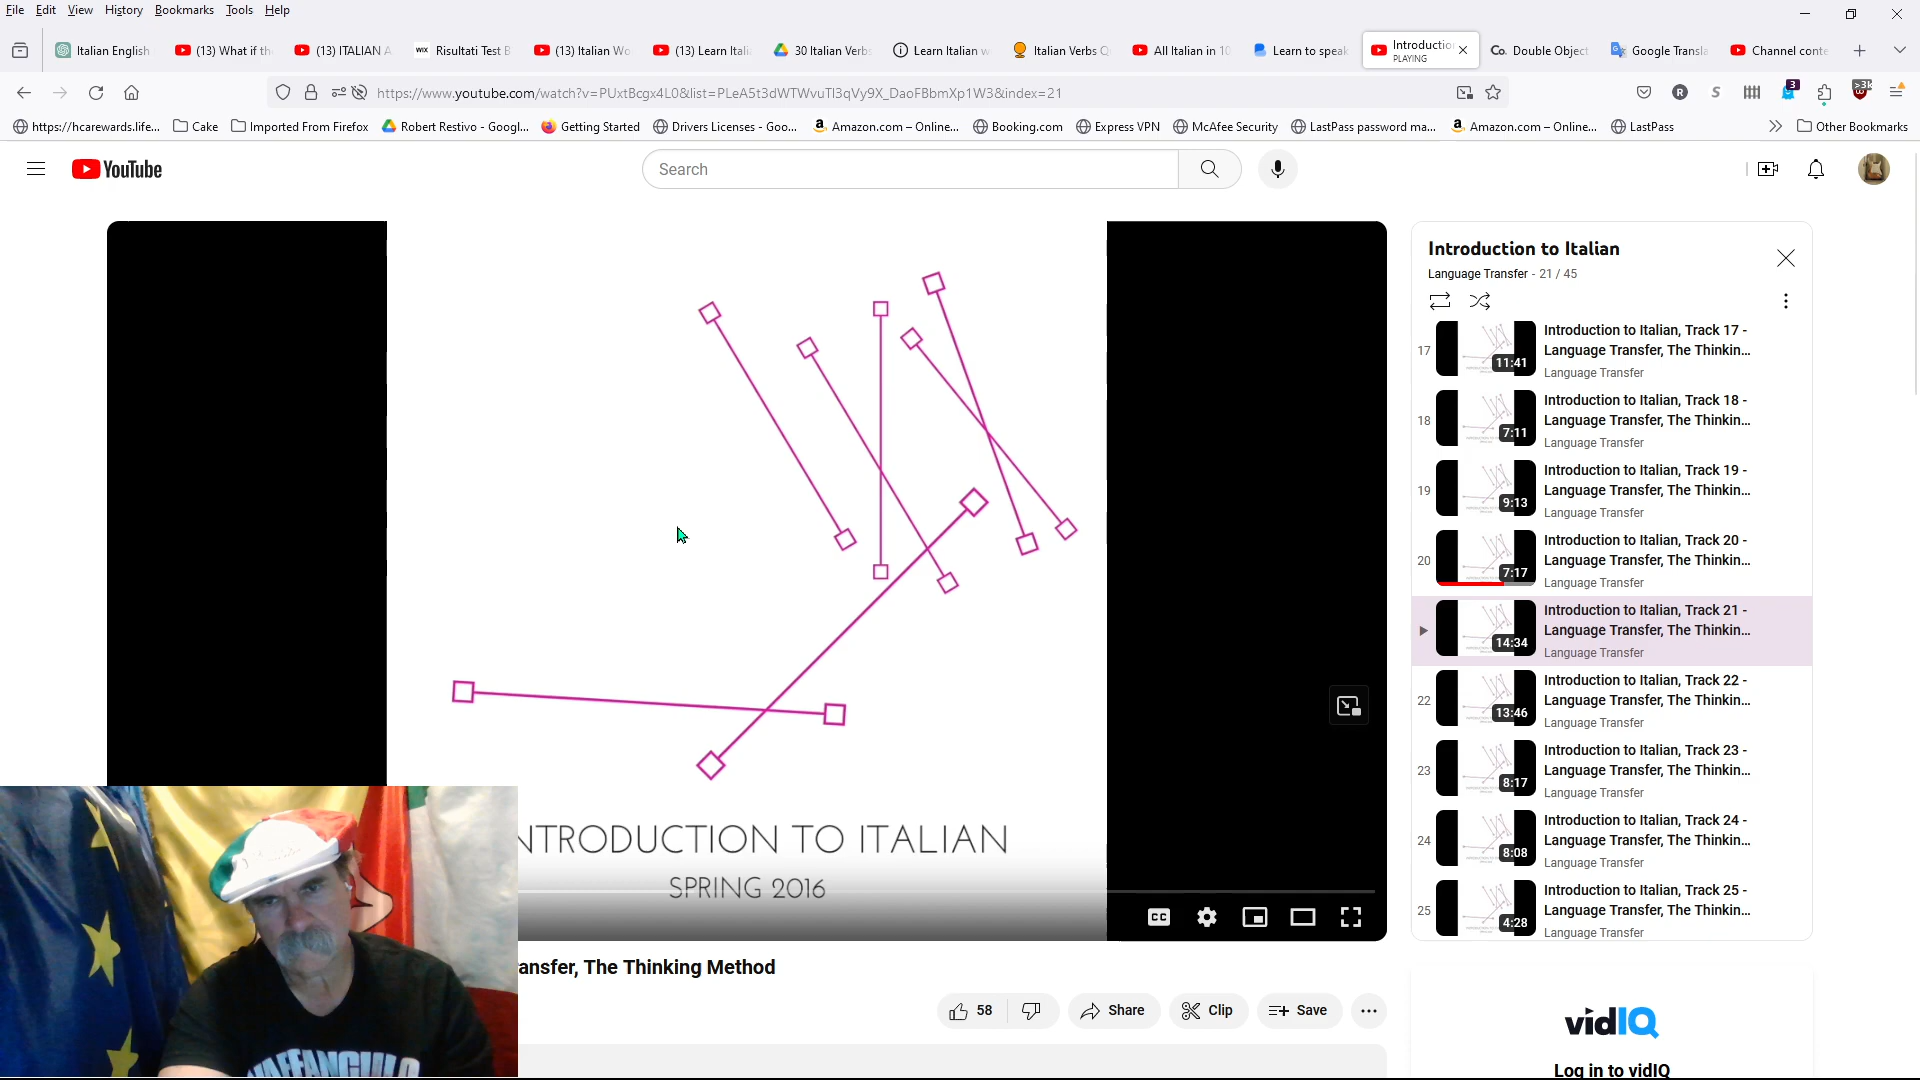 File Edit View History Bookmarks Tools Help
Italian English
(13) What if the
(13) ITALIAN A
WIX Risultati Test B
(13) Italian Wo
(13) Learn Itali
30 Italian Verbs
Learn Italian w
Italian Verbs Q
All Italian in 10
Learn to speak
Introductio
PLAYING
Co. Double Object
Google Transla
Channel conte
https://www.youtube.com/watch?v=PUxtBcgx4L0&list=PLeA5t3dWTWvuTl3qVy9X_DaoFBbmXp1W3&index=21
3
>3k
https://hcarewards.life... Cake Imported From Firefox Robert Restivo - Googl... Getting Started Drivers Licenses - Goo... Amazon.com – Online... Booking.com Express VPN McAfee Security LastPass password ma... Amazon.com – Online... LastPass Other Bookmarks
YouTube
Search
INTRODUCTION TO ITALIAN
SPRING 2016
CC
ansfer, The Thinking Method
58 Share Clip Save
Introduction to Italian
Language Transfer - 21 / 45
17
11:41
Introduction to Italian, Track 17 -
Language Transfer, The Thinkin...
Language Transfer
18
7:11
Introduction to Italian, Track 18 -
Language Transfer, The Thinkin...
Language Transfer
19
9:13
Introduction to Italian, Track 19 -
Language Transfer, The Thinkin...
Language Transfer
20
7:17
Introduction to Italian, Track 20 -
Language Transfer, The Thinkin...
Language Transfer
14:34
Introduction to Italian, Track 21 -
Language Transfer, The Thinkin...
Language Transfer
22
13:46
Introduction to Italian, Track 22 -
Language Transfer, The Thinkin...
Language Transfer
23
8:17
Introduction to Italian, Track 23 -
Language Transfer, The Thinkin...
Language Transfer
24
8:08
Introduction to Italian, Track 24 -
Language Transfer, The Thinkin...
Language Transfer
25
4:28
Introduction to Italian, Track 25 -
Language Transfer, The Thinkin...
Language Transfer
vidIQ
Log in to vidIQ
VAFFANCULO